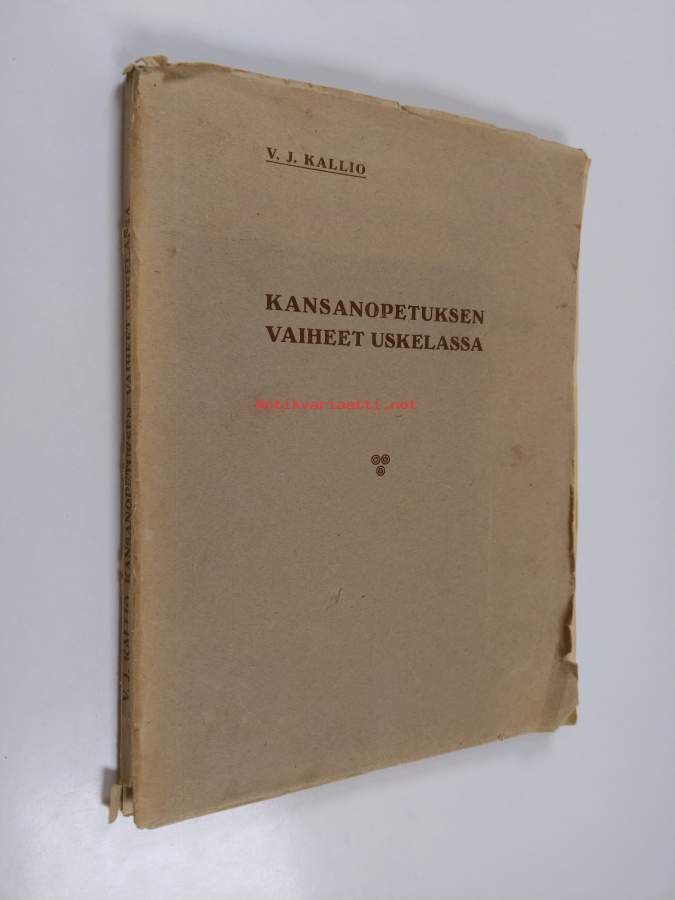 V. J. KALLIO
KANSANOPETUKSEN
VAIHEET USKELASSA
Antikvariaatti.net
V. J. KALLIO KANSANOPETUKSEN VAIHEET USKELASSA